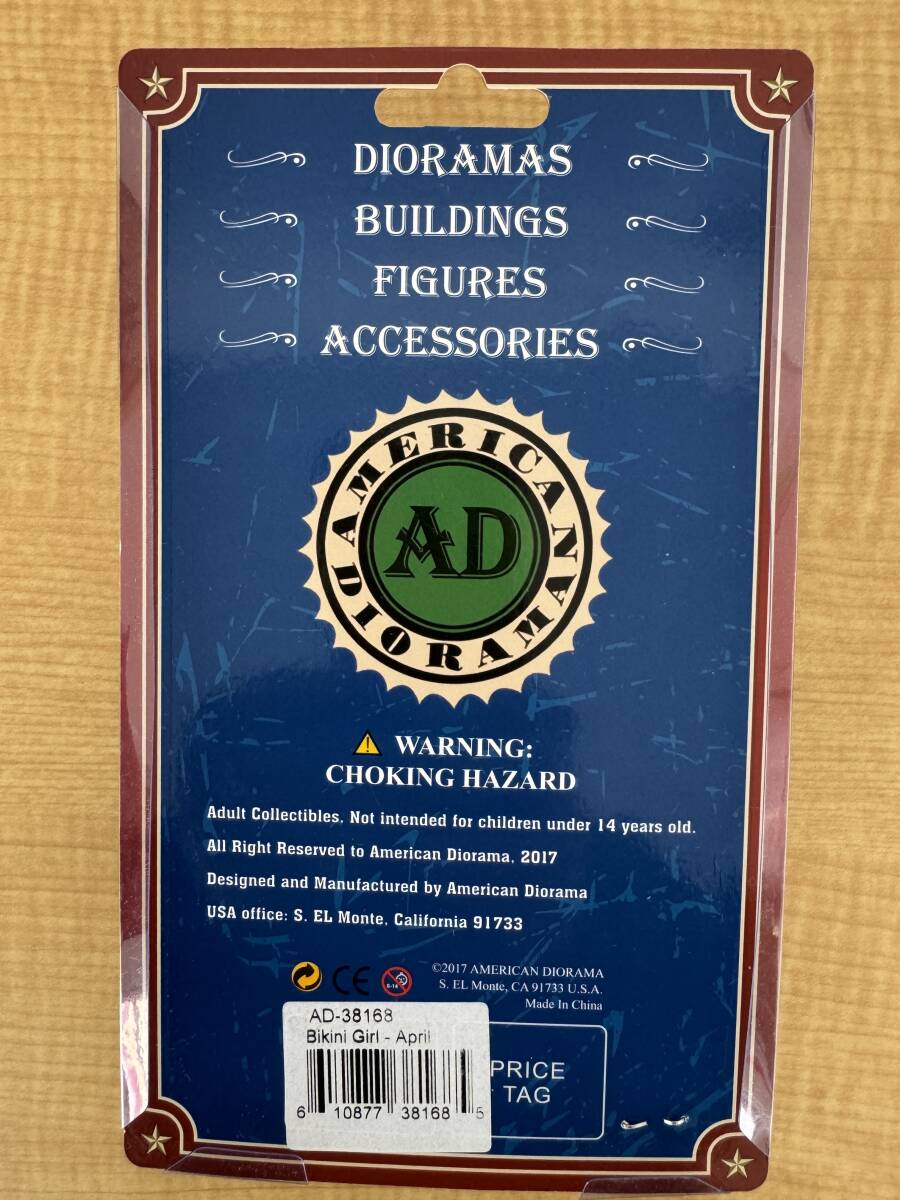 DIORAMAS
BUILDINGS
FIGURES
ACCESSORIES
AMERICAN
AD
DIORAMA
WARNING:
CHOKING HAZARD
Adult Collectibles. Not intended for children under 14 years old.
All Right Reserved to American Diorama. 2017
Designed and Manufactured by American Diorama
USA office: S. EL Monte. California 91733
CE
0-14
©2017 AMERICAN DIORAMA
S. EL Monte, CA 91733 U.S.A.
Made In China
AD-38168
Bikini Girl - April
6 10877 38168 5
PRICE
TAG